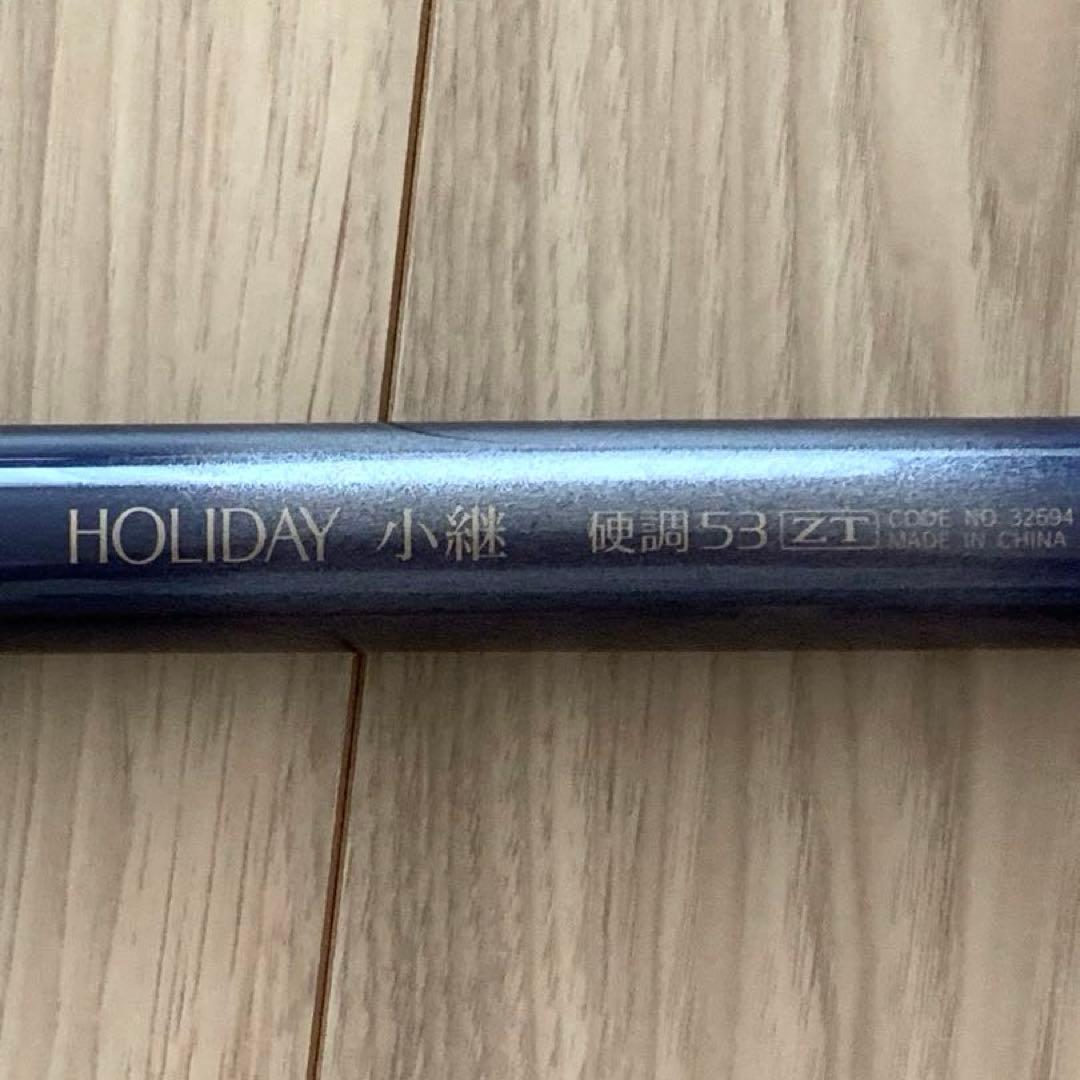 HOLIDAY 小継 硬調53 ZT
CODE NO. 32694
MADE IN CHINA